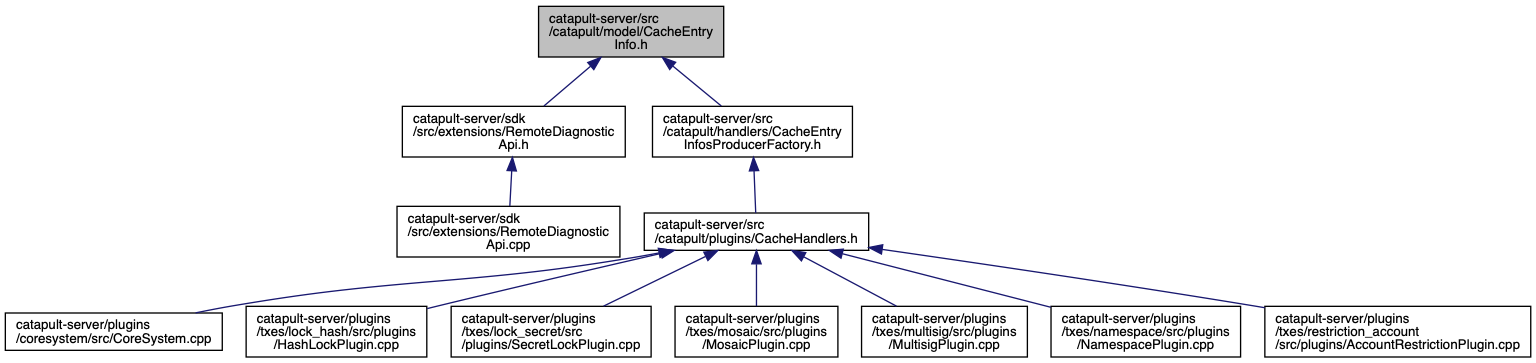 catapult-server/src
/catapult/model/CacheEntry
Info.h
catapult-server/sdk
/src/extensions/RemoteDiagnostic
Api.h
catapult-server/src
/catapult/handlers/CacheEntry
InfosProducerFactory.h
catapult-server/sdk
/src/extensions/RemoteDiagnostic
Api.cpp
catapult-server/src
/catapult/plugins/CacheHandlers.h
catapult-server/plugins
/coresystem/src/CoreSystem.cpp
catapult-server/plugins
/txes/lock_hash/src/plugins
/HashLockPlugin.cpp
catapult-server/plugins
/txes/lock_secret/src
/plugins/SecretLockPlugin.cpp
catapult-server/plugins
/txes/mosaic/src/plugins
/MosaicPlugin.cpp
catapult-server/plugins
/txes/multisig/src/plugins
/MultisigPlugin.cpp
catapult-server/plugins
/txes/namespace/src/plugins
/NamespacePlugin.cpp
catapult-server/plugins
/txes/restriction_account
/src/plugins/AccountRestrictionPlugin.cpp